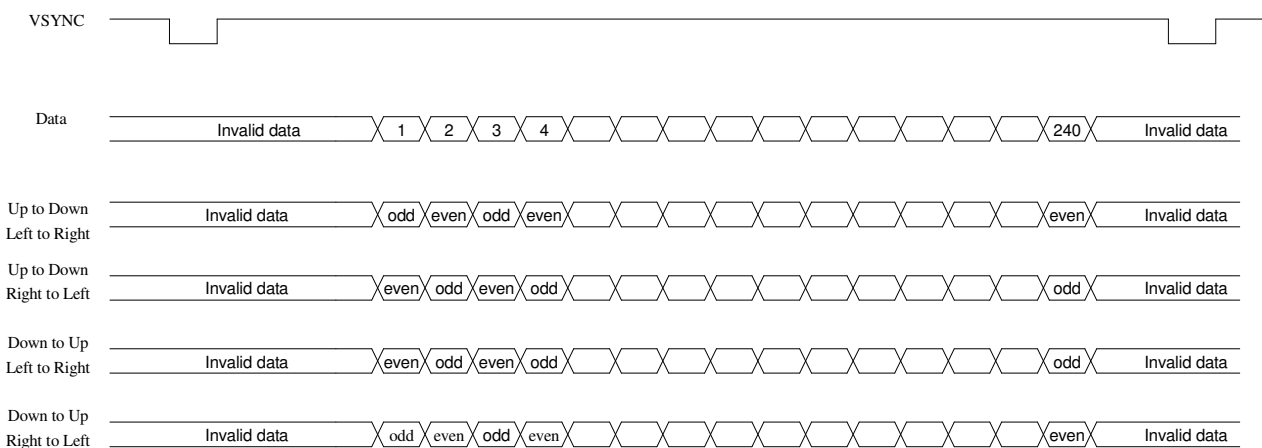 VSYNC
Data Invalid data 1 2 3 4 240 Invalid data
Up to Down
Left to Right
Invalid data odd even odd even even Invalid data
Up to Down
Right to Left
Invalid data even odd even odd odd Invalid data
Down to Up
Left to Right
Invalid data even odd even odd odd Invalid data
Down to Up
Right to Left
Invalid data odd even odd even even Invalid data